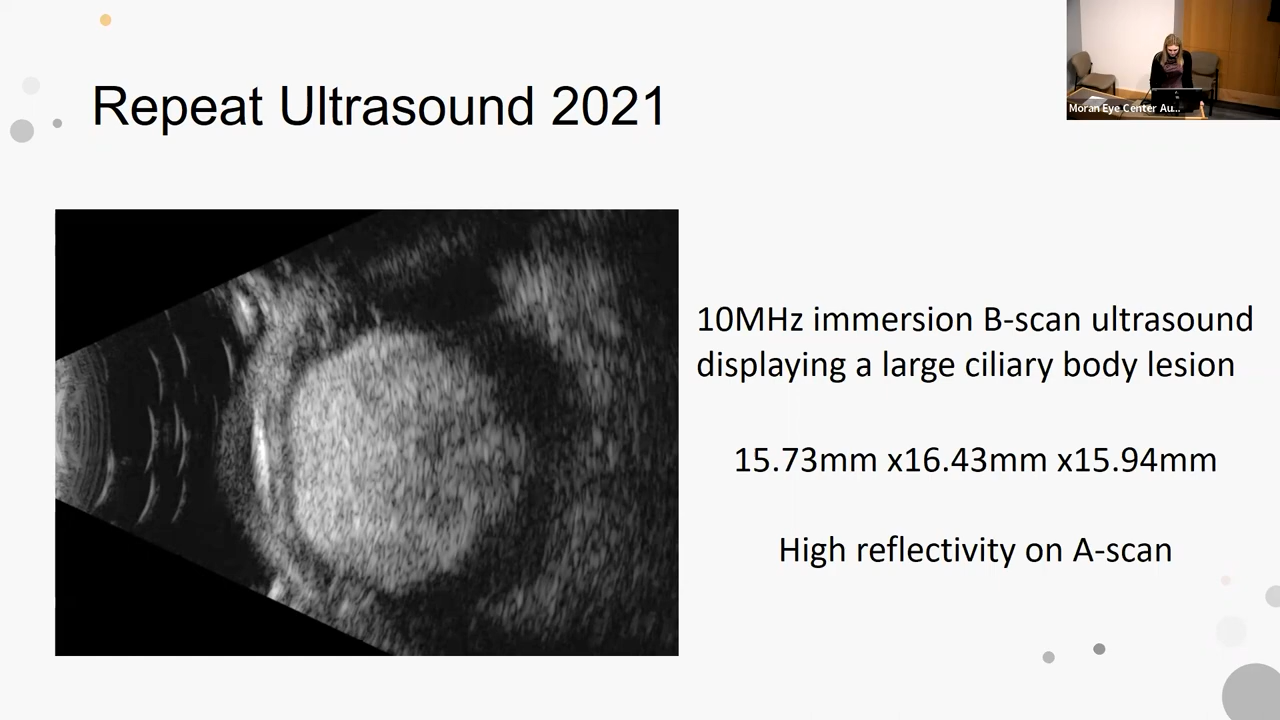 Repeat Ultrasound 2021
Moran Eye Center Au...
10MHz immersion B-scan ultrasound
displaying a large ciliary body lesion
15.73mm x16.43mm x15.94mm
High reflectivity on A-scan